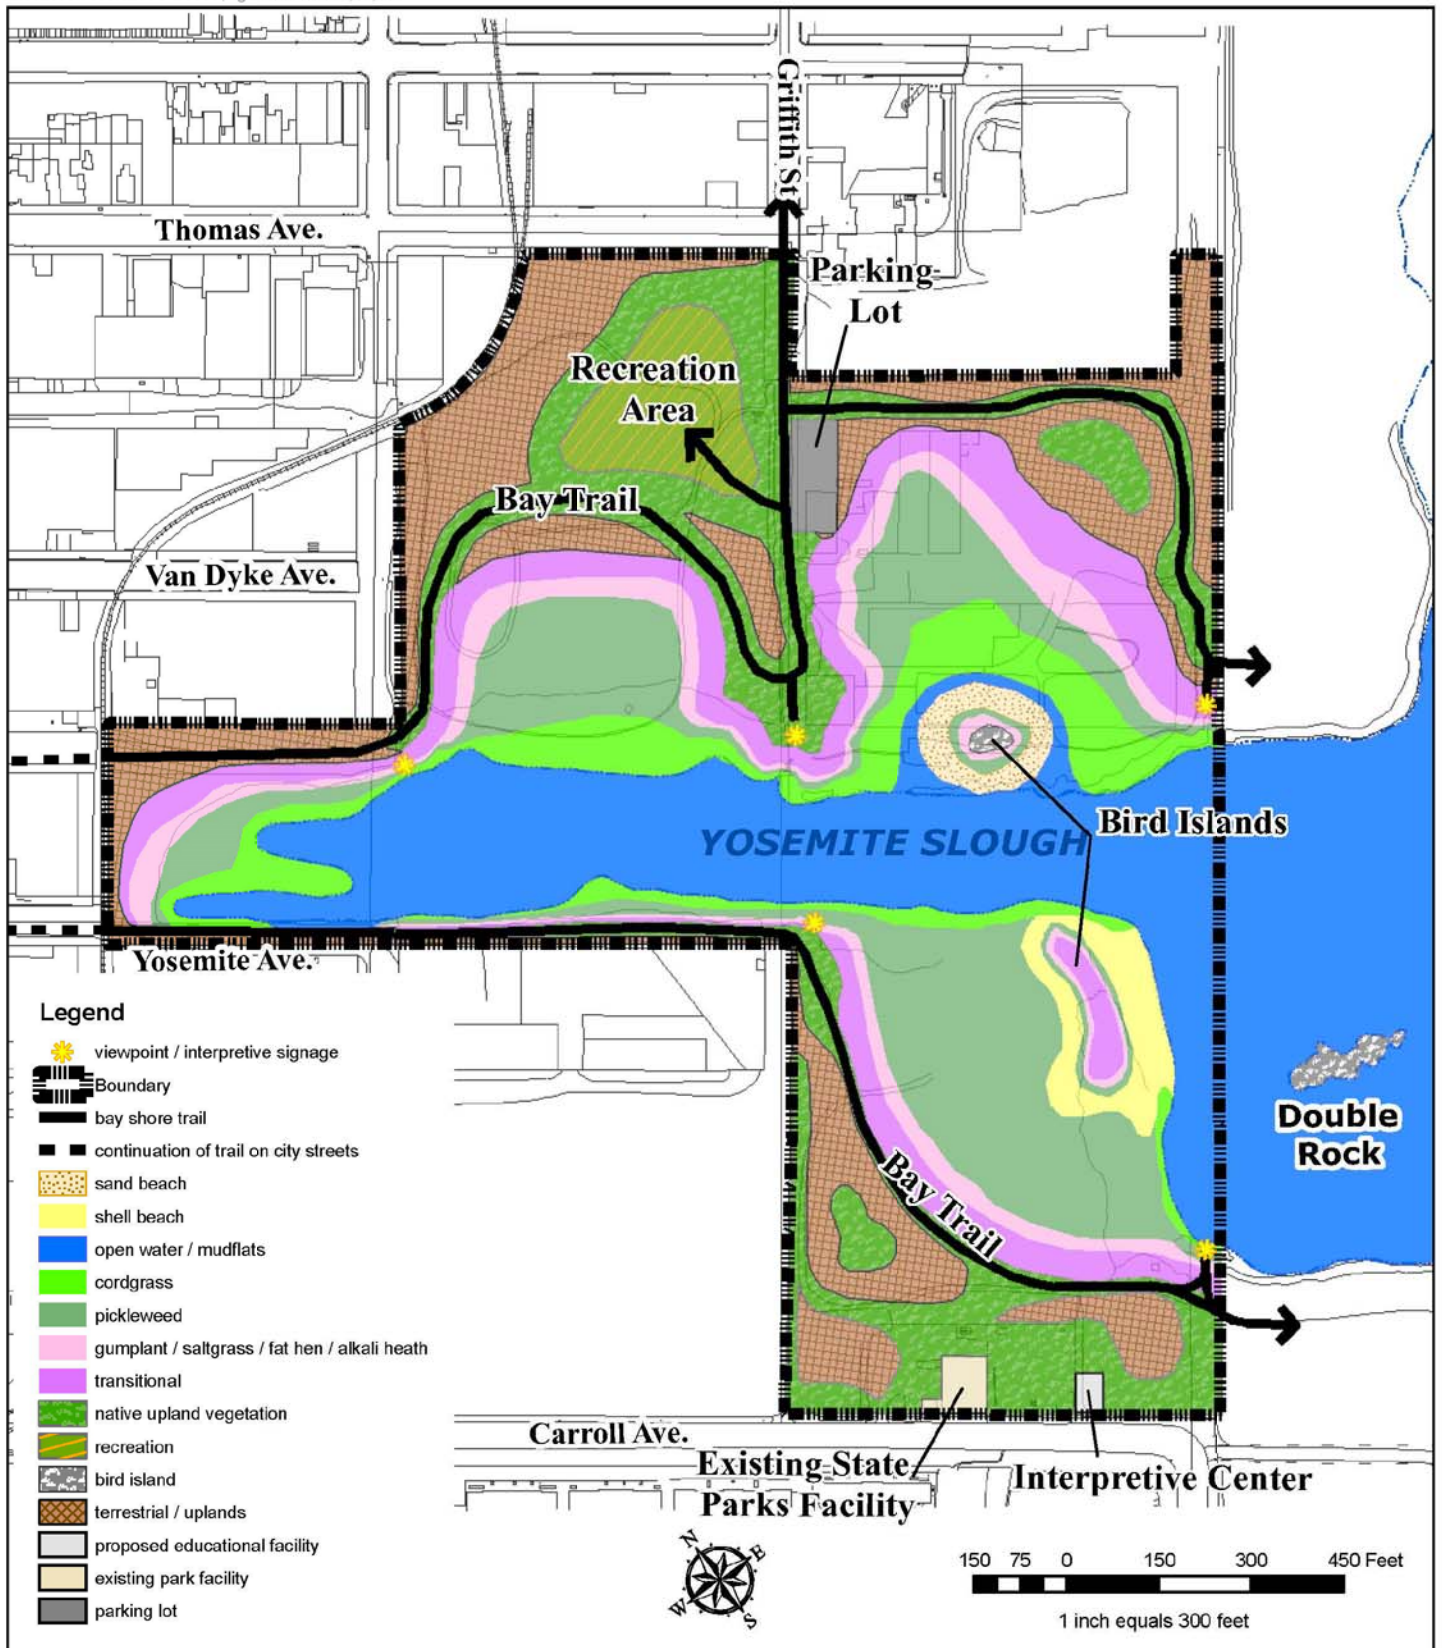 Griffith St
Thomas Ave.
Parking
Lot
Recreation
Area
Bay Trail
Van Dyke Ave.
YOSEMITE SLOUGH
Bird Islands
Yosemite Ave.
Double
Rock
Bay Trail
Carroll Ave.
Existing State
Parks Facility
Interpretive Center
Legend
viewpoint / interpretive signage
Boundary
bay shore trail
continuation of trail on city streets
sand beach
shell beach
open water / mudflats
cordgrass
pickleweed
gumplant / saltgrass / fat hen / alkali heath
transitional
native upland vegetation
recreation
bird island
terrestrial / uplands
proposed educational facility
existing park facility
parking lot
N
E
W
S
150 75 0 150 300 450 Feet
1 inch equals 300 feet